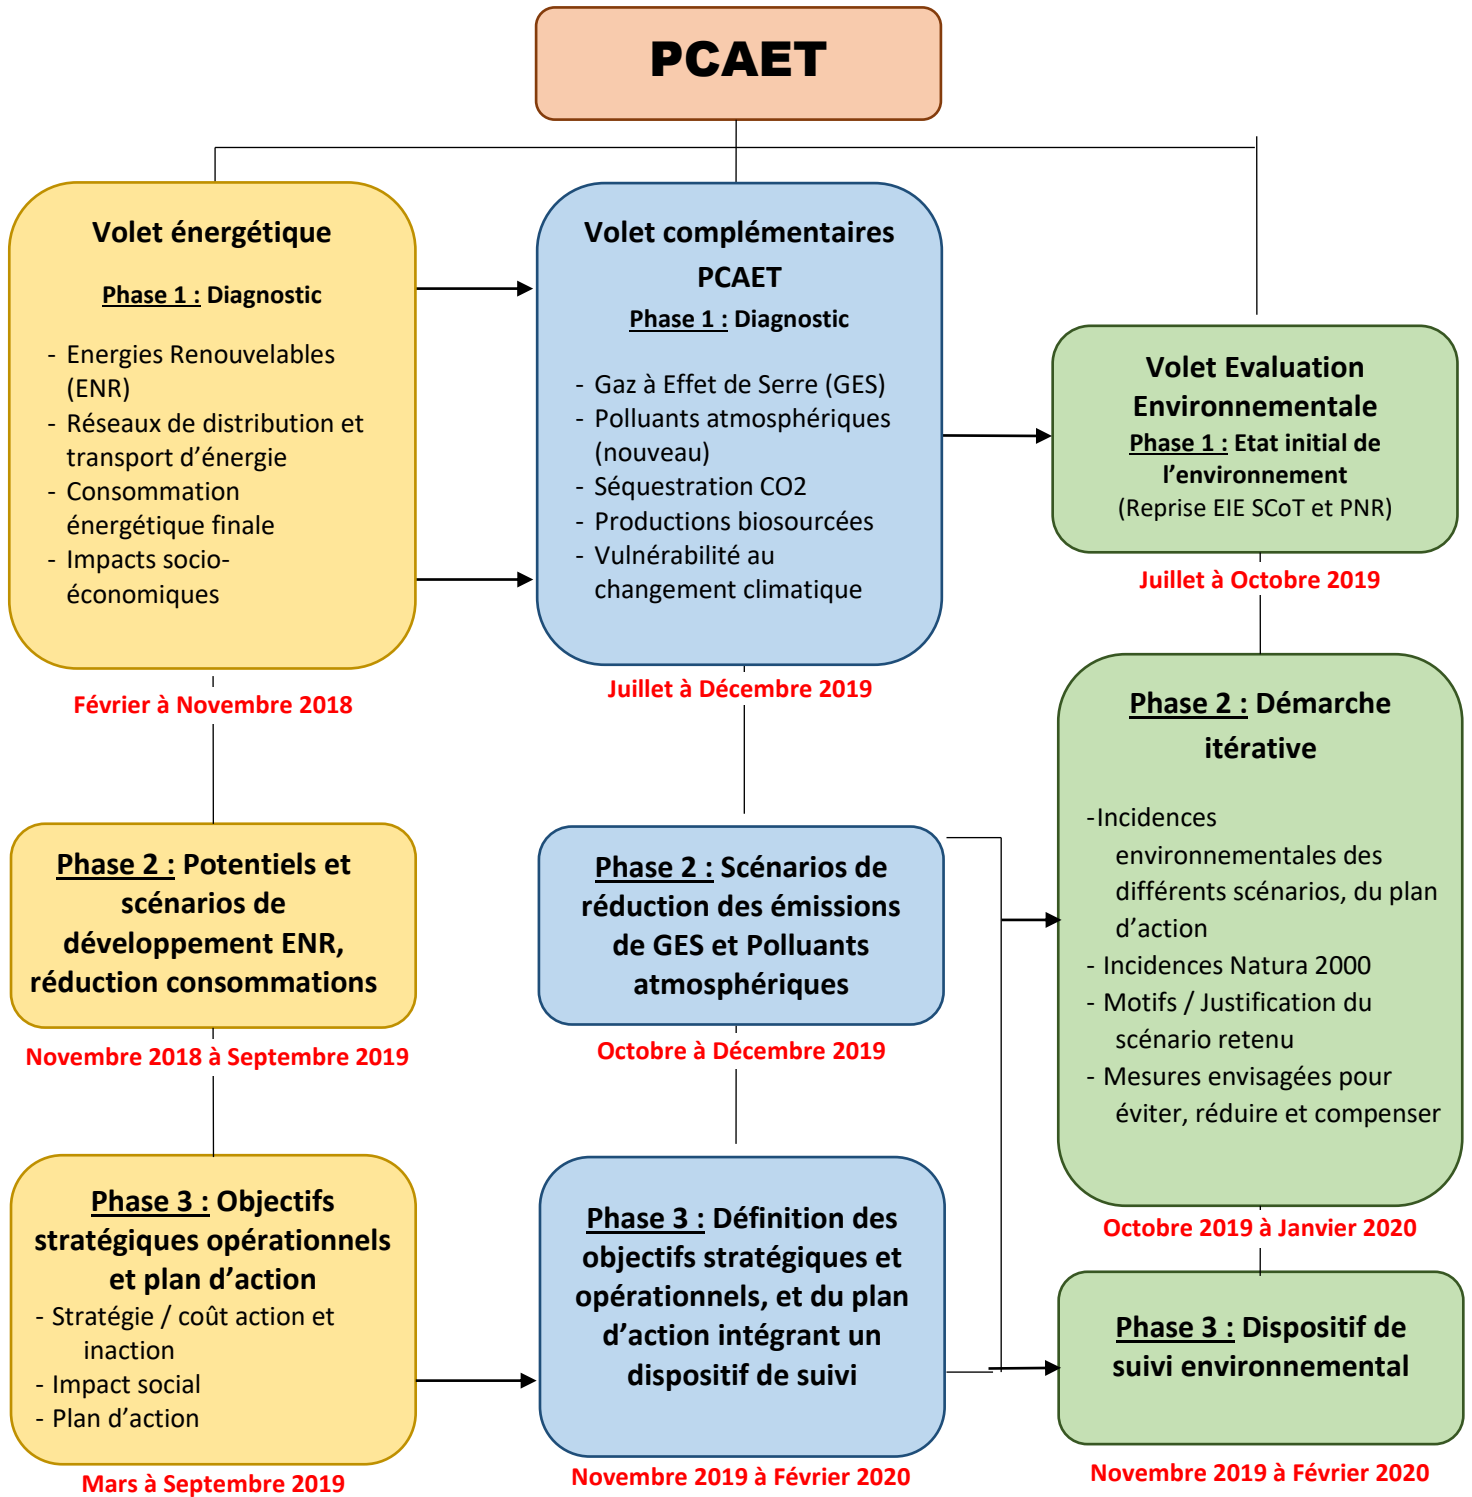 PCAET
Volet énergétique
Phase 1 : Diagnostic
- Energies Renouvelables
(ENR)
- Réseaux de distribution et
transport d’énergie
- Consommation
énergétique finale
- Impacts socio-
économiques
Février à Novembre 2018
Phase 2 : Potentiels et
scénarios de
développement ENR,
réduction consommations
Novembre 2018 à Septembre 2019
Phase 3 : Objectifs
stratégiques opérationnels
et plan d’action
- Stratégie / coût action et
inaction
- Impact social
- Plan d’action
Mars à Septembre 2019
Volet complémentaires
PCAET
Phase 1 : Diagnostic
- Gaz à Effet de Serre (GES)
- Polluants atmosphériques
(nouveau)
- Séquestration CO2
- Productions biosourcées
- Vulnérabilité au
changement climatique
Juillet à Décembre 2019
Phase 2 : Scénarios de
réduction des émissions
de GES et Polluants
atmosphériques
Octobre à Décembre 2019
Phase 3 : Définition des
objectifs stratégiques et
opérationnels, et du plan
d’action intégrant un
dispositif de suivi
Novembre 2019 à Février 2020
Volet Evaluation
Environnementale
Phase 1 : Etat initial de
l’environnement
(Reprise EIE SCoT et PNR)
Juillet à Octobre 2019
Phase 2 : Démarche
itérative
-Incidences
environnementales des
différents scénarios, du plan
d’action
- Incidences Natura 2000
- Motifs / Justification du
scénario retenu
- Mesures envisagées pour
éviter, réduire et compenser
Octobre 2019 à Janvier 2020
Phase 3 : Dispositif de
suivi environnemental
Novembre 2019 à Février 2020